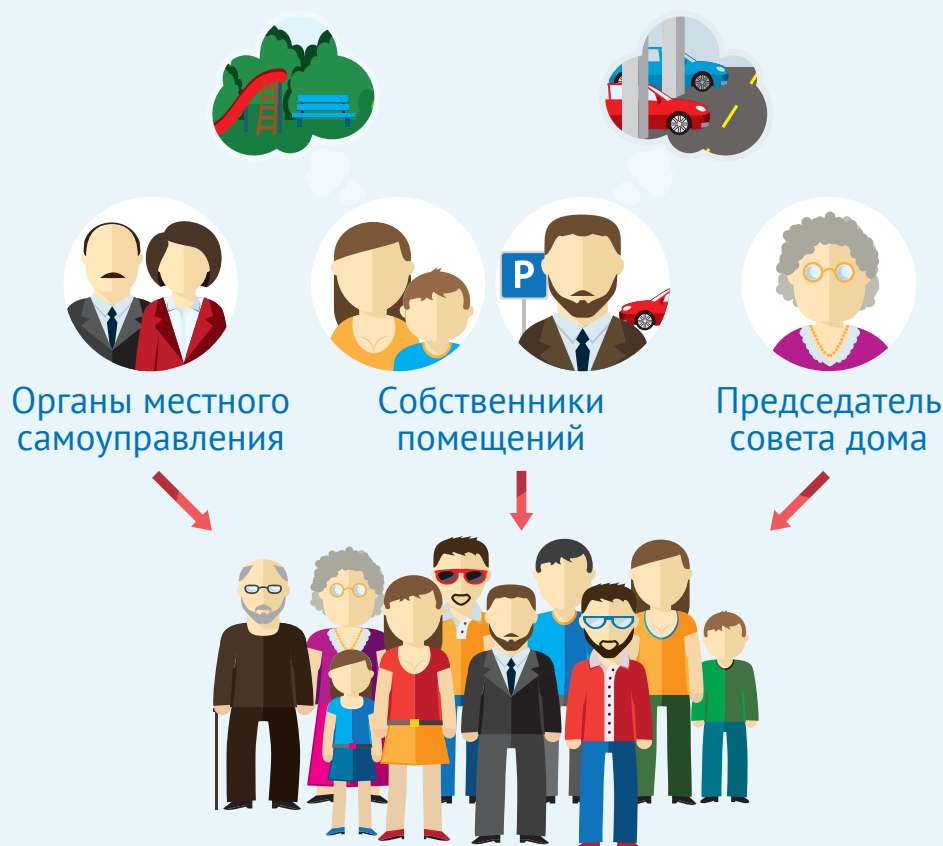 P
Органы местного
самоуправления
Собственники
помещений
Председатель
совета дома